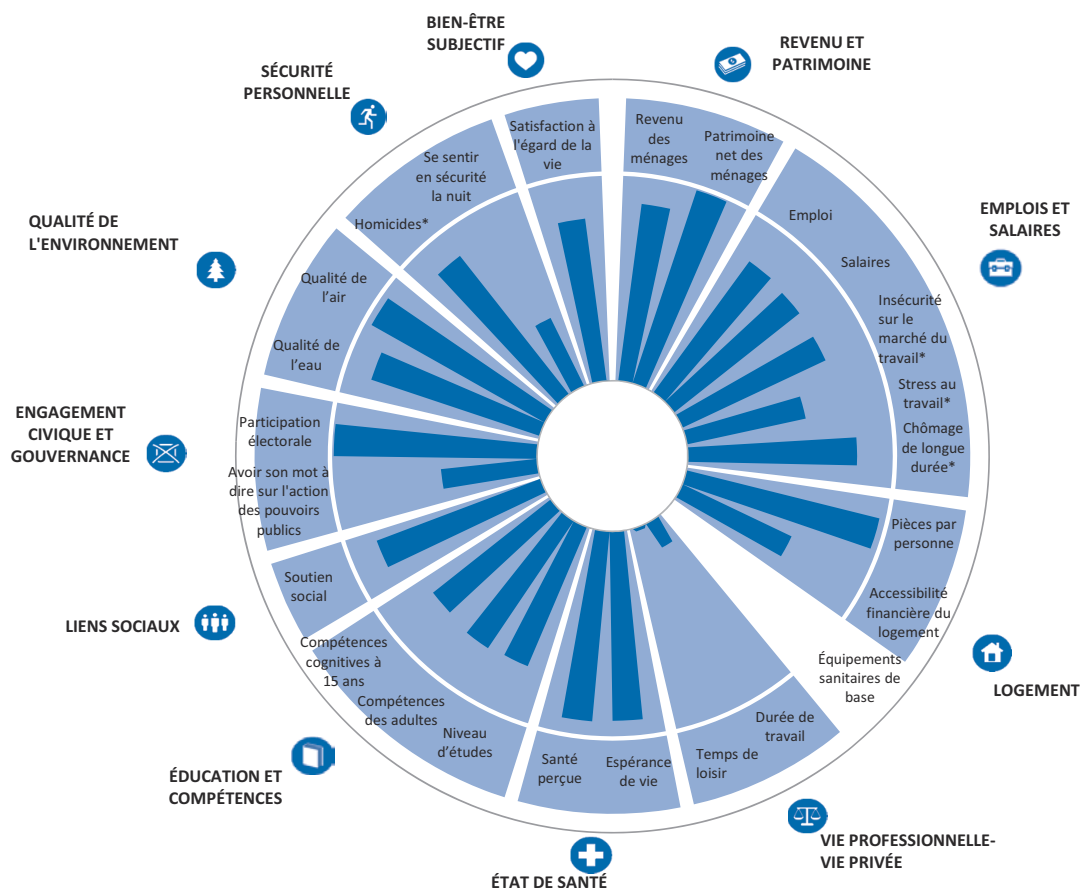 BIEN-ÊTRE
SUBJECTIF
REVENU ET
PATRIMOINE
SÉCURITÉ
PERSONNELLE
Satisfaction à
l'égard de la
vie
Revenu
des
ménages
Patrimoine
net des
ménages
Se sentir
en sécurité
la nuit
Homicides*
EMPLOIS ET
SALAIRES
Emploi
Salaires
Insécurité
sur le
marché du
travail*
Stress au
travail*
Chômage
de longue
durée*
QUALITÉ DE
L'ENVIRONNEMENT
Qualité de
l’air
Qualité de
l’eau
ENGAGEMENT
CIVIQUE ET
GOUVERNANCE
Participation
électorale
Avoir son mot à
dire sur l'action
des pouvoirs
publics
Pièces par
personne
Accessibilité
financière du
logement
Équipements
sanitaires de
base
LOGEMENT
LIENS SOCIAUX
Soutien
social
Compétences
cognitives à
15 ans
Compétences
des adultes
Niveau
d’études
ÉDUCATION ET
COMPÉTENCES
Santé
perçue
Espérance
de vie
Temps de
loisir
Durée de
travail
VIE PROFESSIONNELLE-
VIE PRIVÉE
ÉTAT DE SANTÉ